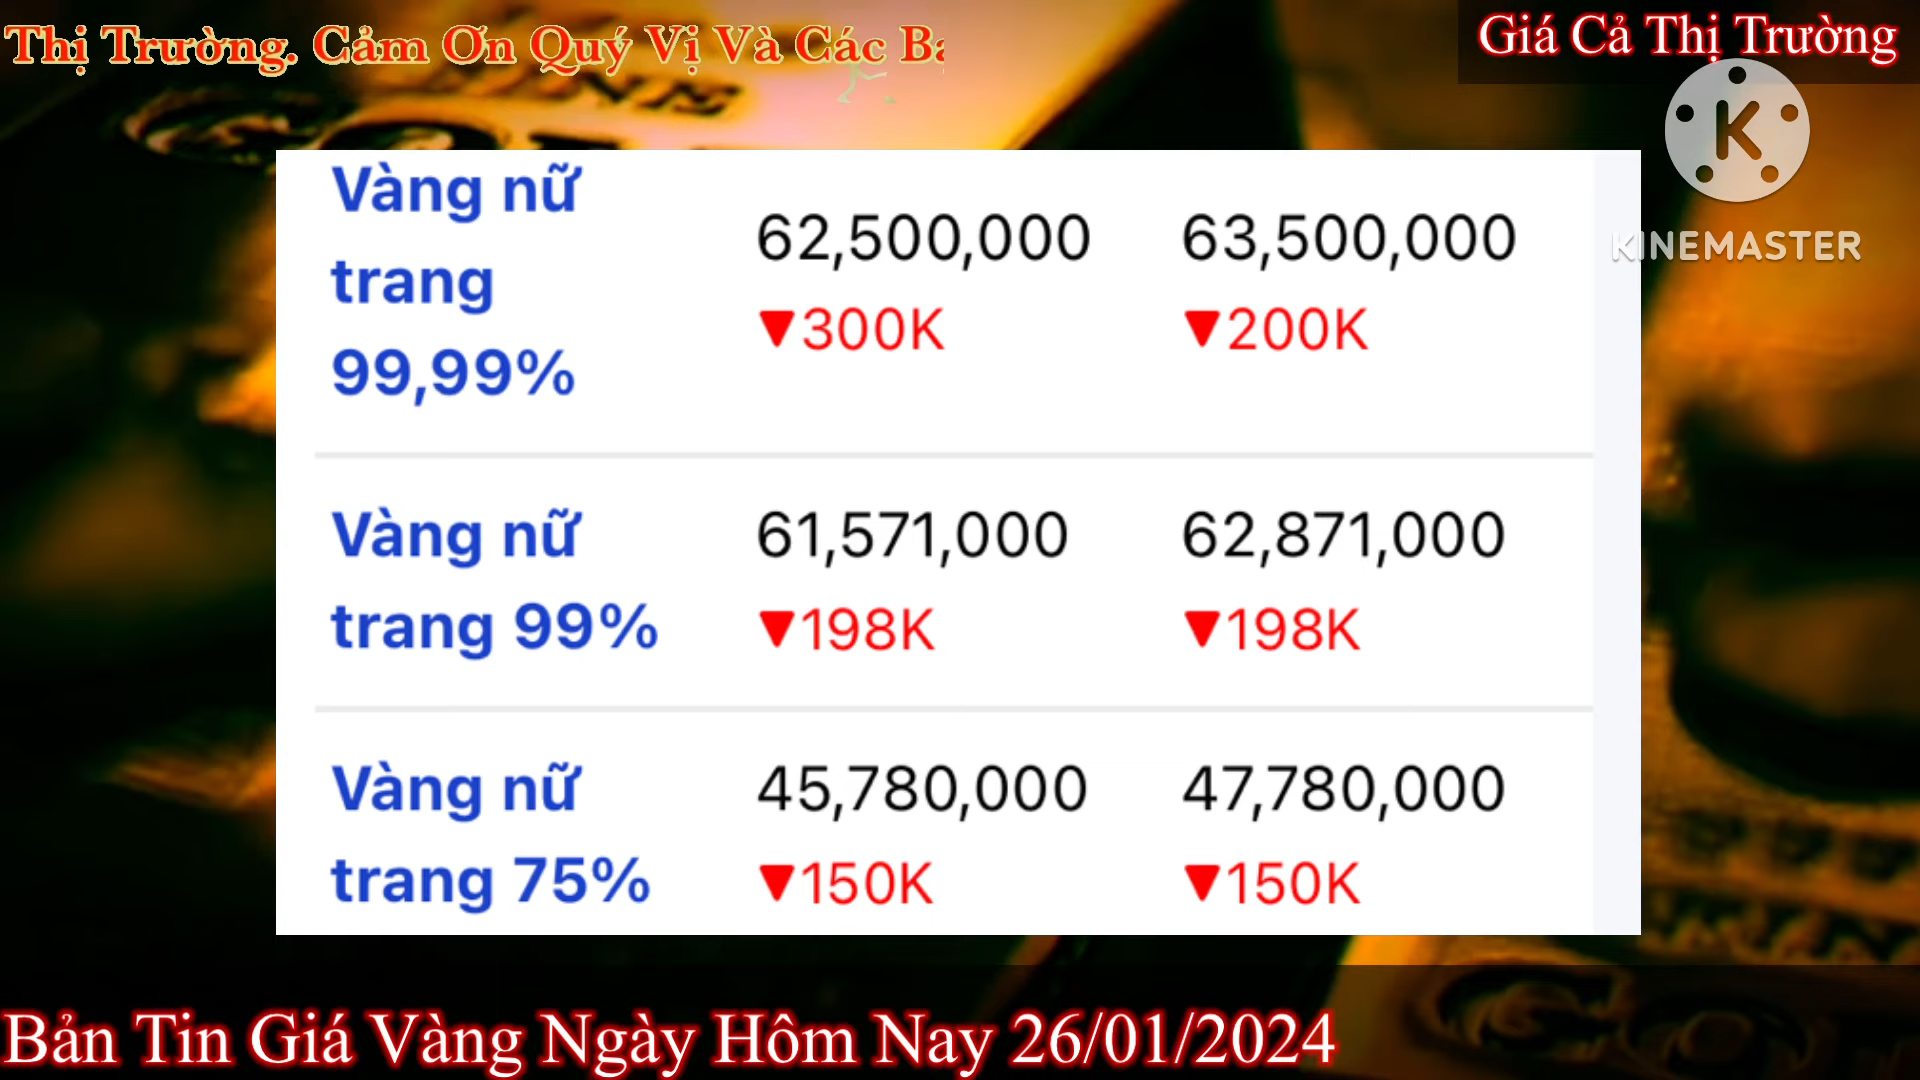 Thị Trường. Cảm Ơn Quý Vị Và Các
Giá Cả Thị Trường
K
KINEMASTER
Vàng nữ
trang
99,99%
62,500,000
63,500,000
▼300K
▼200K
Vàng nữ
trang 99%
61,571,000
62,871,000
▼198K
▼198K
Vàng nữ
trang 75%
45,780,000
47,780,000
▼150K
▼150K
Bản Tin Giá Vàng Ngày Hôm Nay 26/01/2024